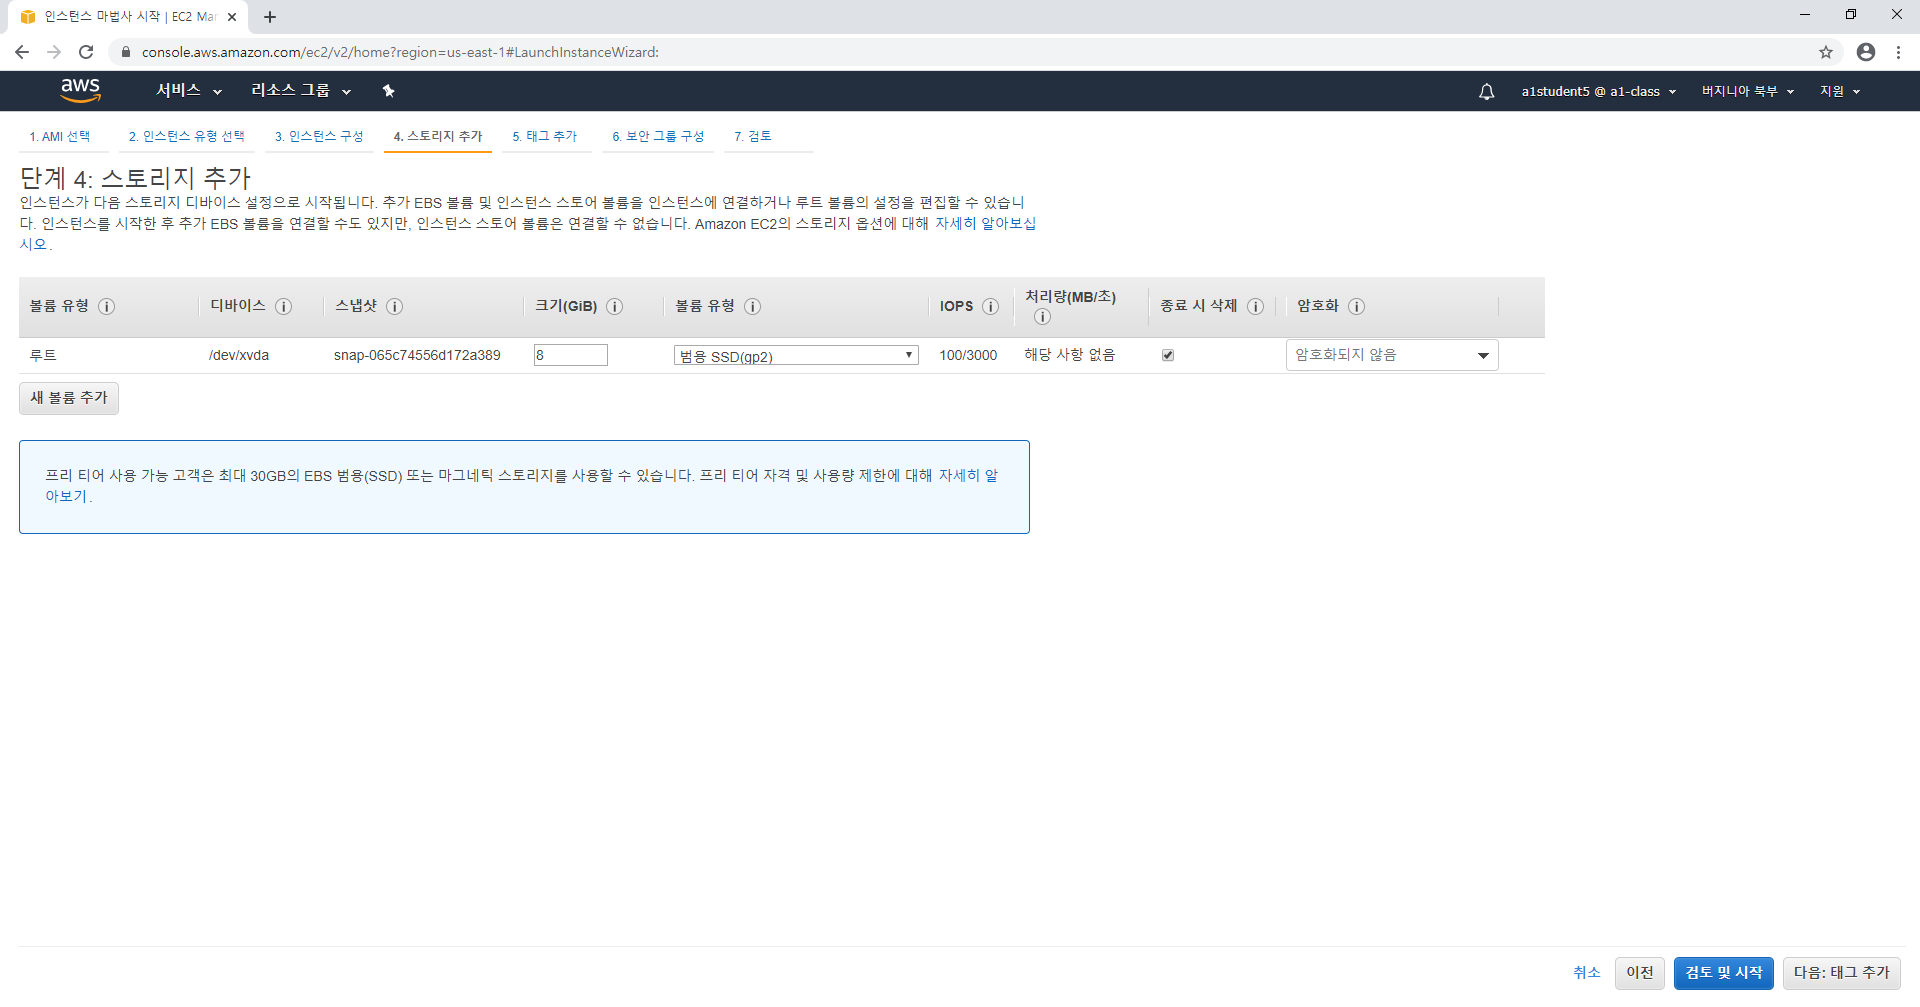 인스턴스 마법사 시작 | EC2 Mar
console.aws.amazon.com/ec2/v2/home?region=us-east-1#LaunchInstanceWizard:
aws 서비스 리소스 그룹 a1student5 @ a1-class 버지니아 북부 지원
1. AMI 선택 2. 인스턴스 유형 선택 3. 인스턴스 구성 4. 스토리지 추가 5. 태그 추가 6. 보안 그룹 구성 7. 검토
단계 4: 스토리지 추가
인스턴스가 다음 스토리지 디바이스 설정으로 시작됩니다. 추가 EBS 볼륨 및 인스턴스 스토어 볼륨을 인스턴스에 연결하거나 루트 볼륨의 설정을 편집할 수 있습니
다. 인스턴스를 시작한 후 추가 EBS 볼륨을 연결할 수도 있지만, 인스턴스 스토어 볼륨은 연결할 수 없습니다. Amazon EC2의 스토리지 옵션에 대해 자세히 알아보십
시오.
볼륨 유형 디바이스 스냅샷 크기(GiB) 볼륨 유형 IOPS 처리량(MB/초) 종료 시 삭제 암호화
루트 /dev/xvda snap-065c74556d172a389 8 범용 SSD(gp2) 100/3000 해당 사항 없음 암호화되지 않음
새 볼륨 추가
프리 티어 사용 가능 고객은 최대 30GB의 EBS 범용(SSD) 또는 마그네틱 스토리지를 사용할 수 있습니다. 프리 티어 자격 및 사용량 제한에 대해 자세히 알
아보기.
취소 이전 검토 및 시작 다음: 태그 추가